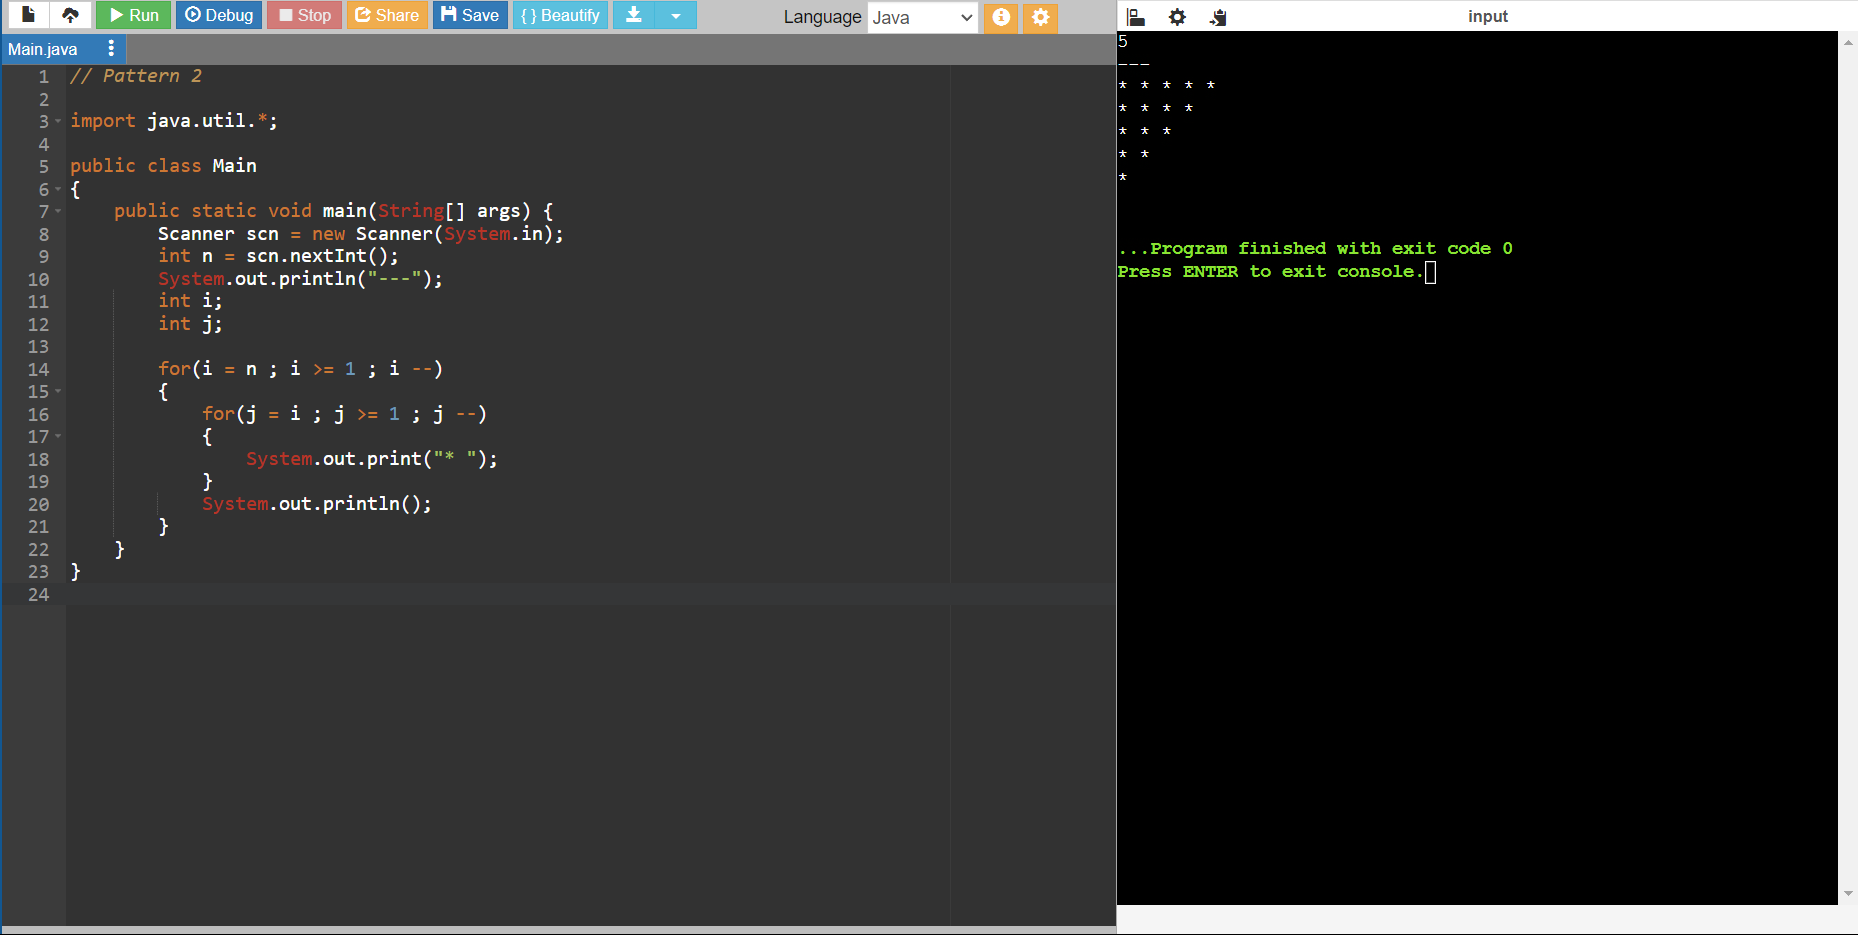 Run Debug Stop Share Save { } Beautify Language Java
Main.java
1 // Pattern 2
2
3 import java.util.*;
4
5 public class Main
6 {
7     public static void main(String[] args) {
8         Scanner scn = new Scanner(System.in);
9         int n = scn.nextInt();
10         System.out.println("---");
11         int i;
12         int j;
13
14         for(i = n ; i >= 1 ; i --)
15         {
16             for(j = i ; j >= 1 ; j --)
17             {
18                 System.out.print("* ");
19             }
20             System.out.println();
21         }
22     }
23 }
24
input
5
---
* * * * *
* * * *
* * *
* *
*
...Program finished with exit code 0
Press ENTER to exit console.